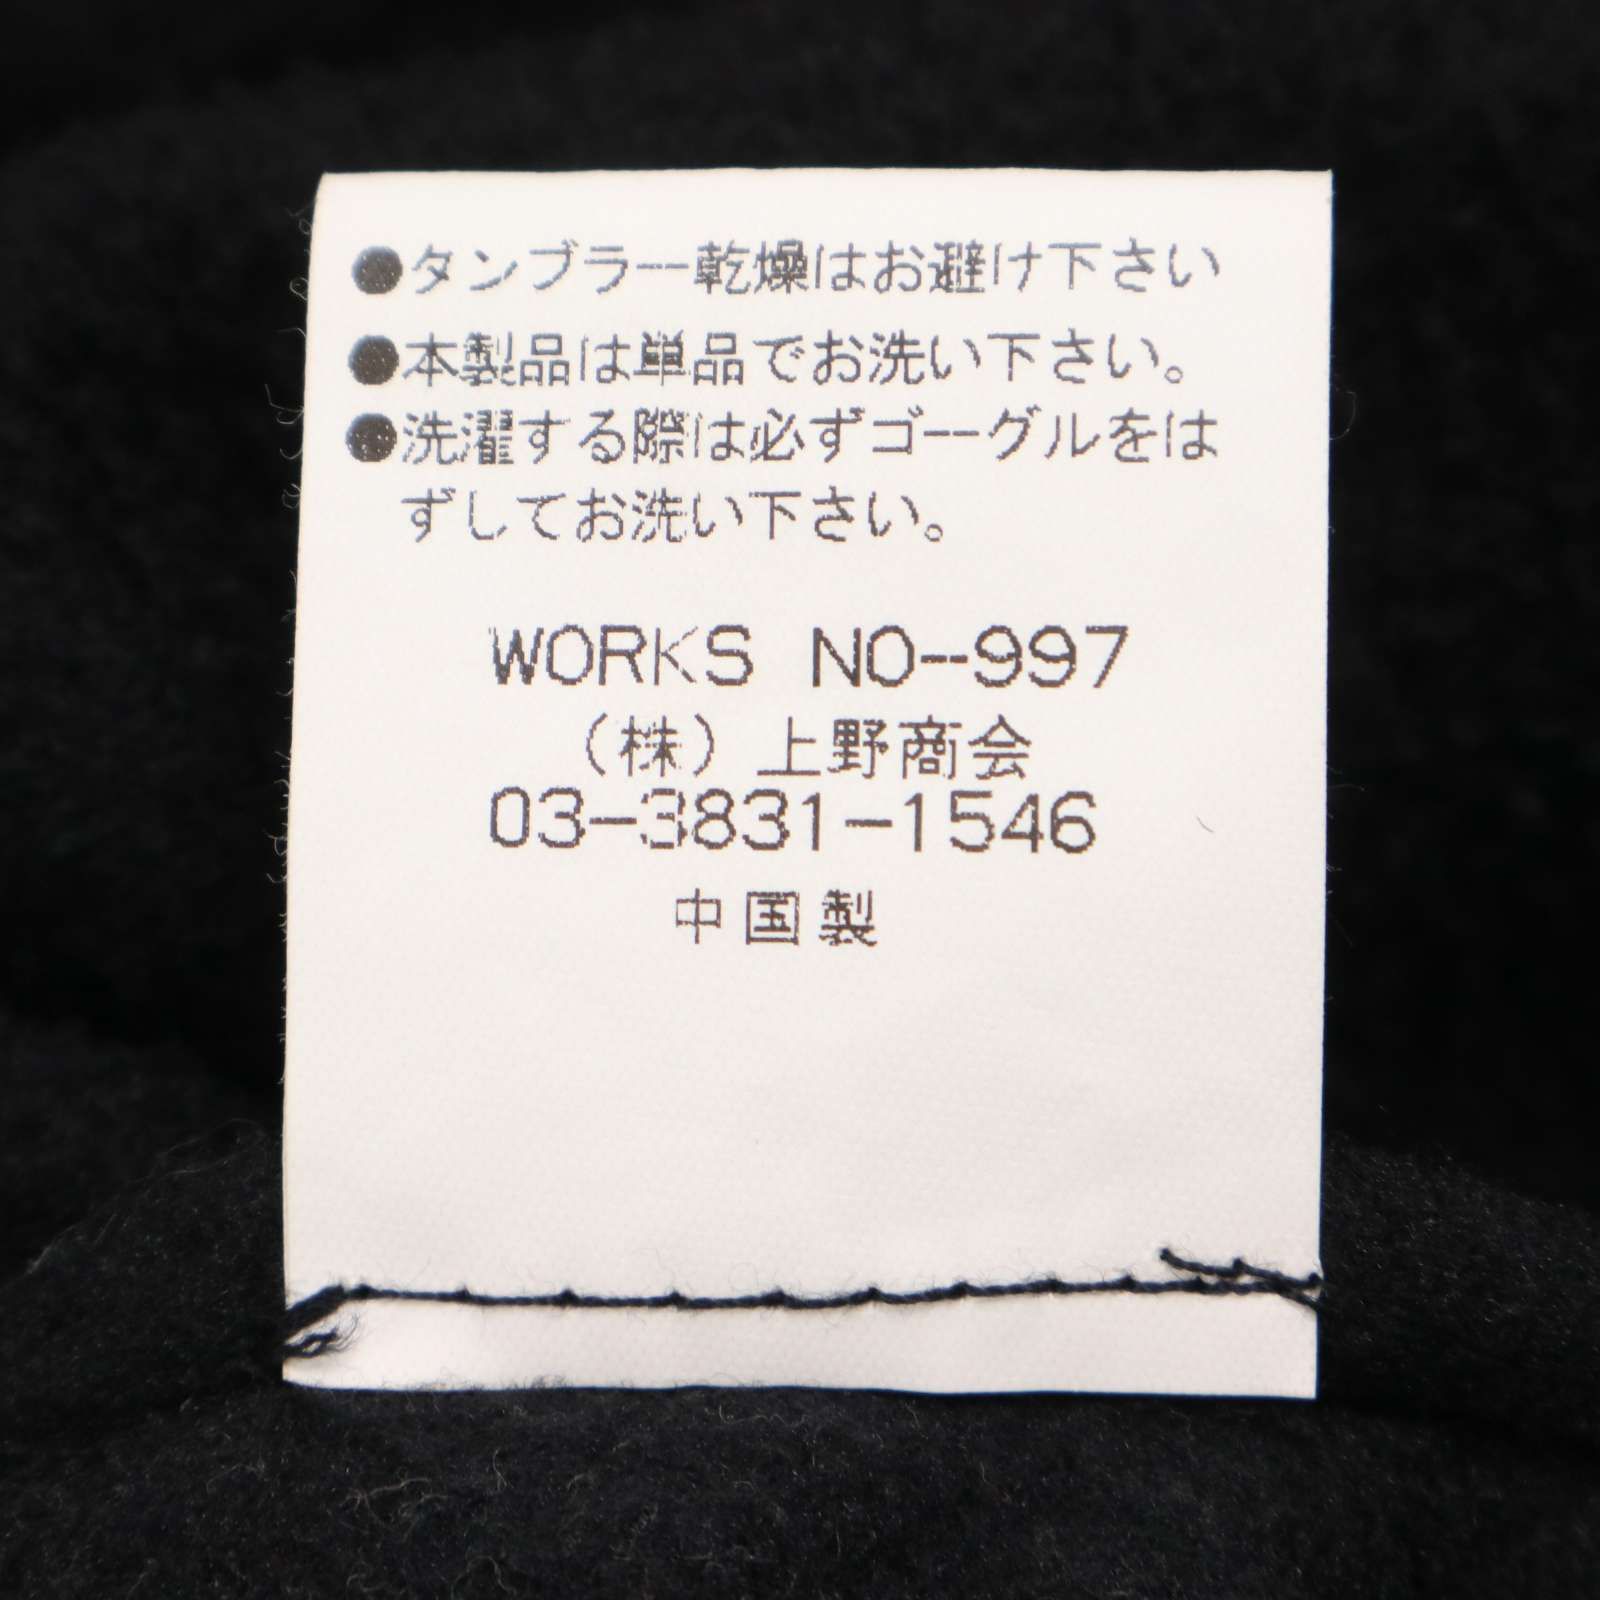 ●タンブラー乾燥はお避け下さい
●本製品は単品でお洗い下さい。
●洗濯する際は必ずゴーグルをは
ずしてお洗い下さい。
WORKS NO-997
(株)上野商会
03-3831-1546
中国製